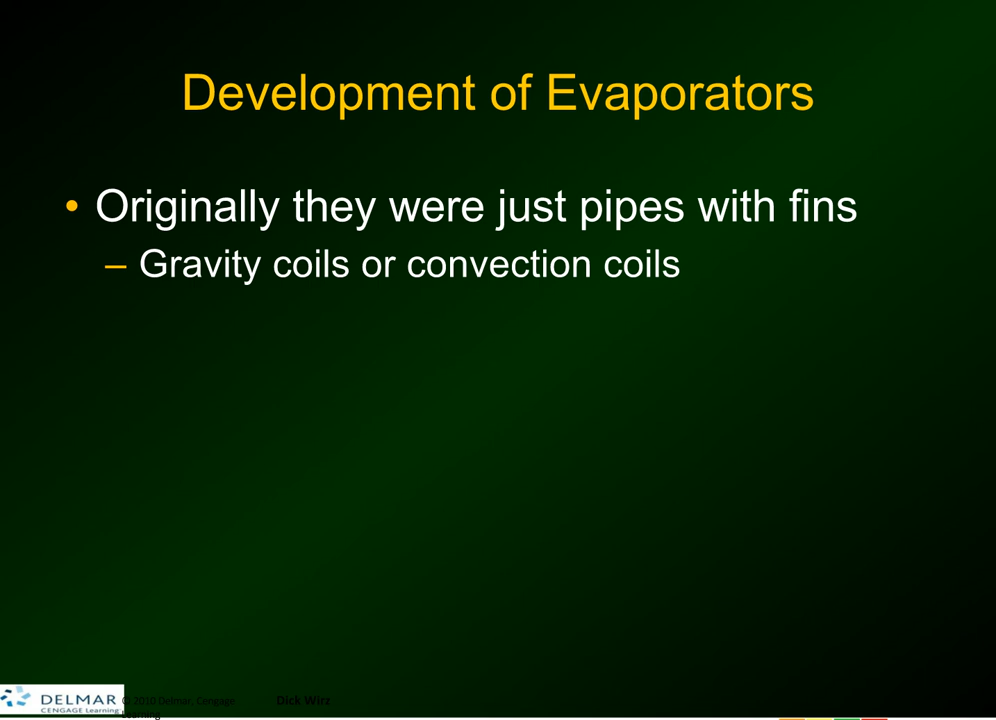 Development of Evaporators
• Originally they were just pipes with fins
– Gravity coils or convection coils
DELMAR
CENGAGE Learning
© 2010 Delmar, Cengage
Learning
Dick Wirz